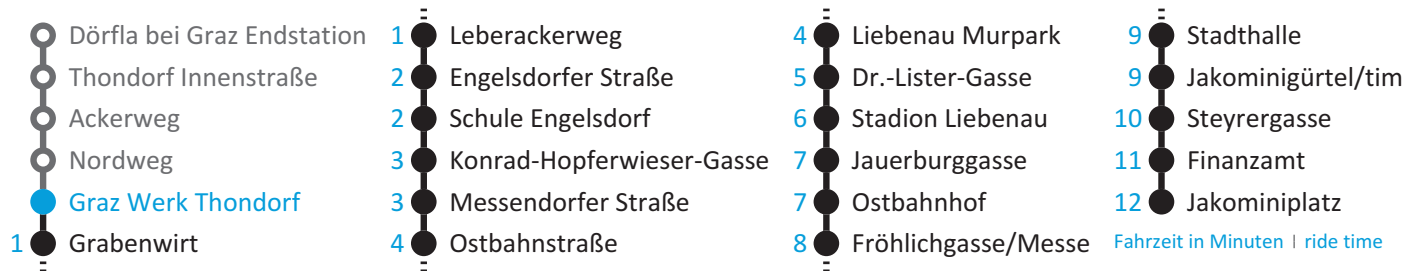 Dörfla bei Graz Endstation
Thondorf Innenstraße
Ackerweg
Nordweg
Graz Werk Thondorf
1 Grabenwirt
1 Leberackerweg
2 Engelsdorfer Straße
2 Schule Engelsdorf
3 Konrad-Hopferwieser-Gasse
3 Messendorfer Straße
4 Ostbahnstraße
4 Liebenau Murpark
5 Dr.-Lister-Gasse
6 Stadion Liebenau
7 Jauerburggasse
7 Ostbahnhof
8 Fröhlichgasse/Messe
9 Stadthalle
9 Jakominigürtel/tim
10 Steyrergasse
11 Finanzamt
12 Jakominiplatz
Fahrzeit in Minuten | ride time